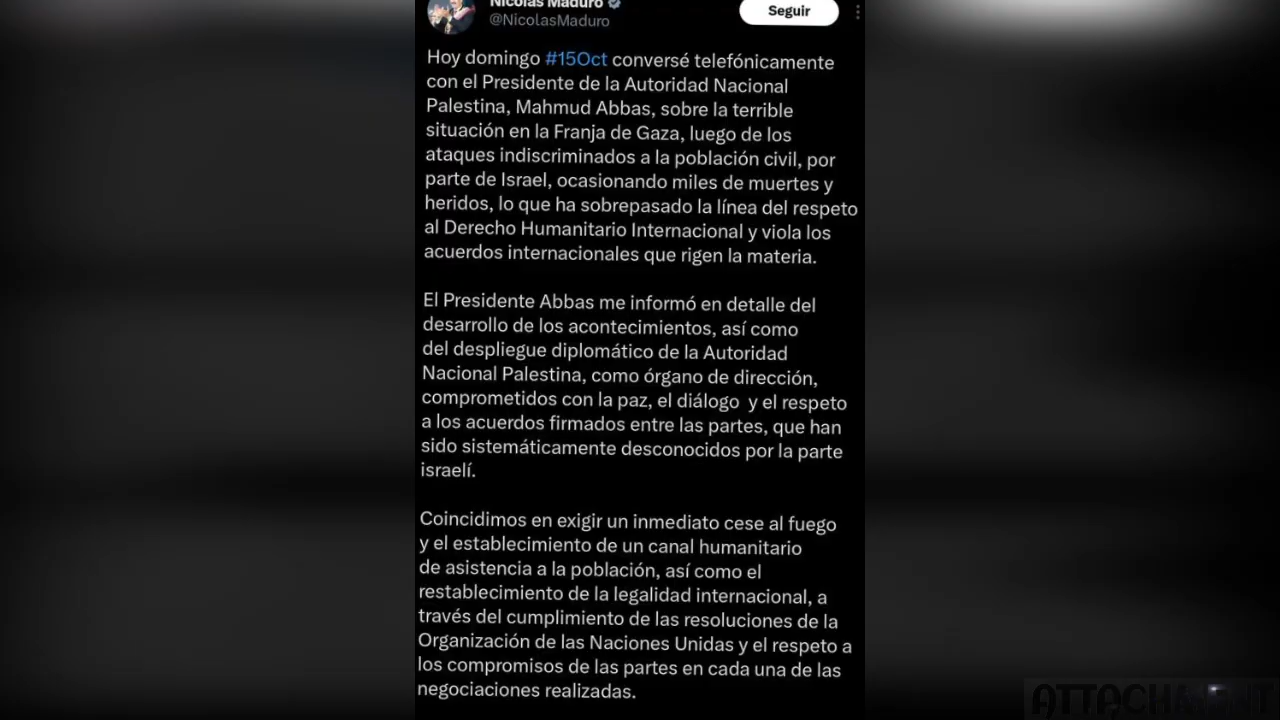 Nicolás Maduro
@NicolasMaduro
Seguir
Hoy domingo #15Oct conversé telefónicamente
con el Presidente de la Autoridad Nacional
Palestina, Mahmud Abbas, sobre la terrible
situación en la Franja de Gaza, luego de los
ataques indiscriminados a la población civil, por
parte de Israel, ocasionando miles de muertes y
heridos, lo que ha sobrepasado la línea del respeto
al Derecho Humanitario Internacional y viola los
acuerdos internacionales que rigen la materia.
El Presidente Abbas me informó en detalle del
desarrollo de los acontecimientos, así como
del despliegue diplomático de la Autoridad
Nacional Palestina, como órgano de dirección,
comprometidos con la paz, el diálogo y el respeto
a los acuerdos firmados entre las partes, que han
sido sistemáticamente desconocidos por la parte
israelí.
Coincidimos en exigir un inmediato cese al fuego
y el establecimiento de un canal humanitario
de asistencia a la población, así como el
restablecimiento de la legalidad internacional, a
través del cumplimiento de las resoluciones de la
Organización de las Naciones Unidas y el respeto a
los compromisos de las partes en cada una de las
negociaciones realizadas.